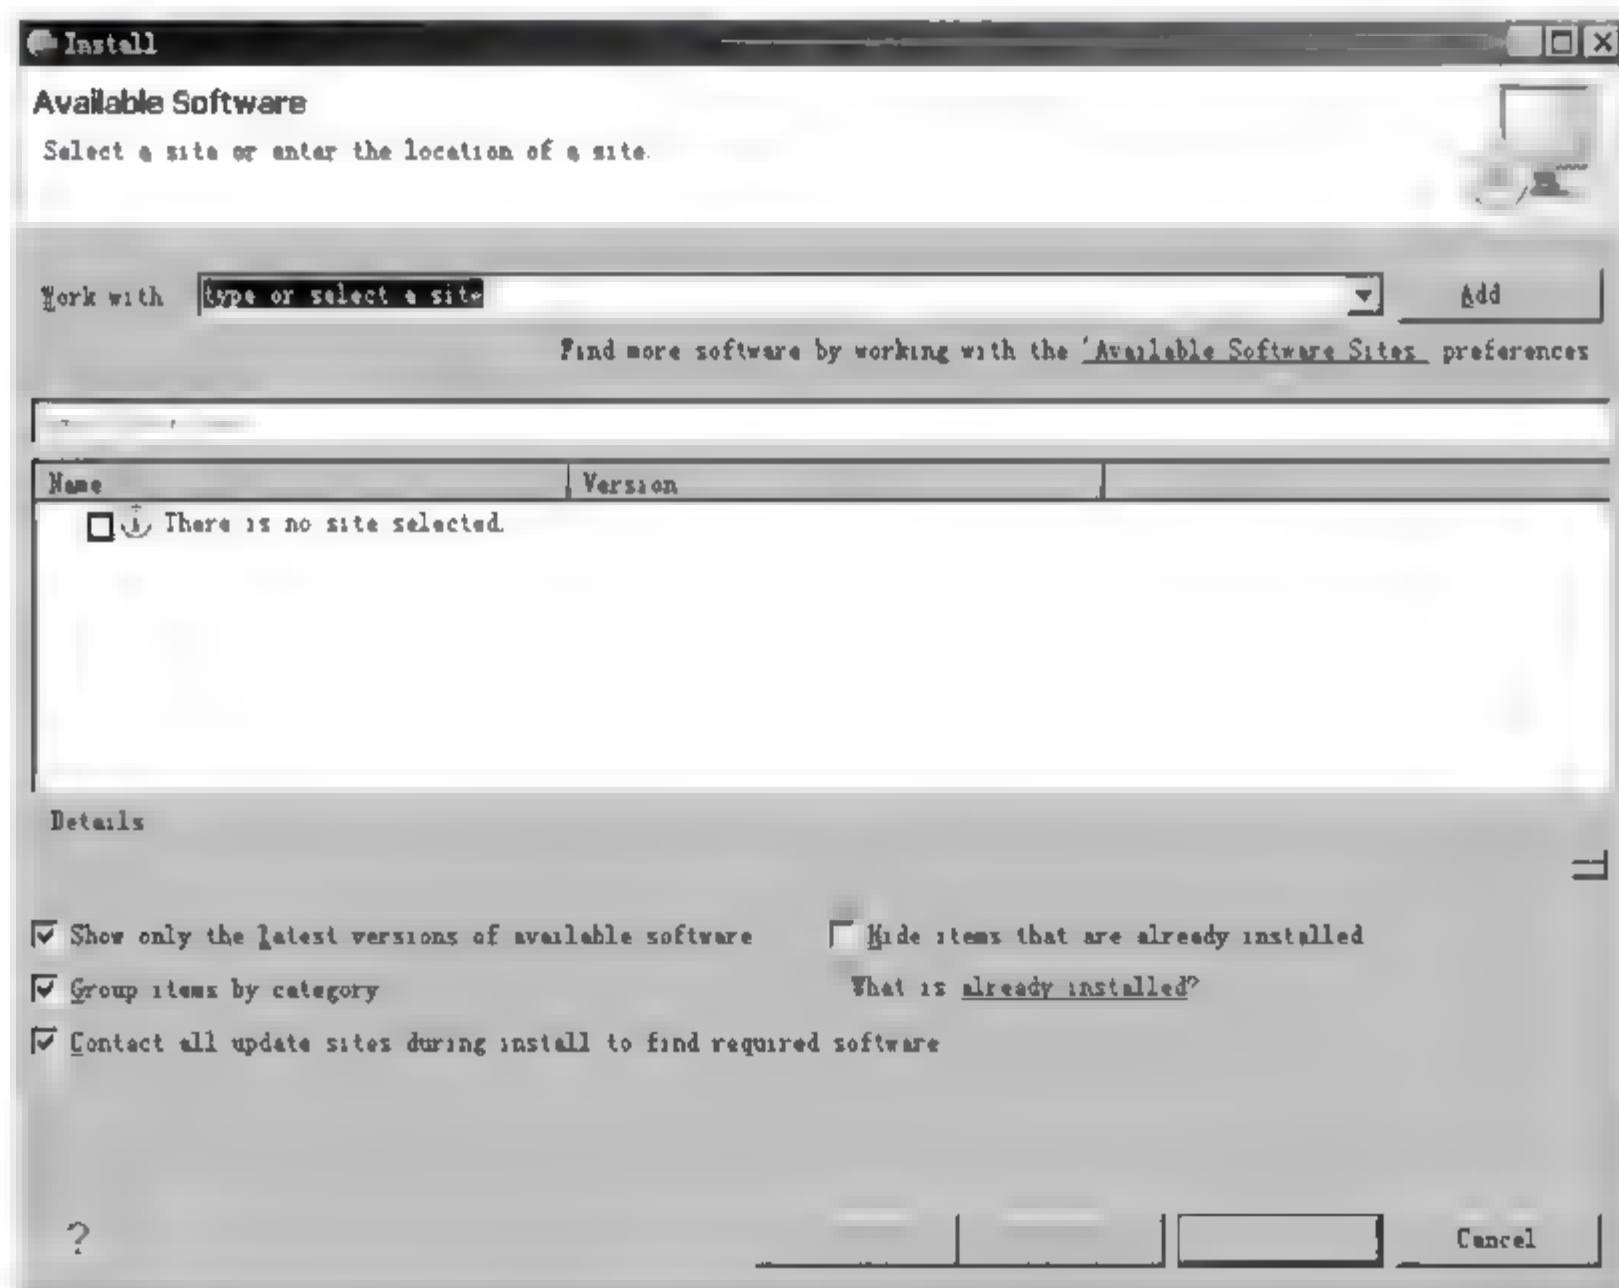 Install
Available Software
Select a site or enter the location of a site.
Work with type or select a site Add
Find more software by working with the 'Available Software Sites preferences
Name Version
There is no site selected.
Details
Show only the latest versions of available software Hide items that are already installed
Group items by category What is already installed?
Contact all update sites during install to find required software
? Cancel